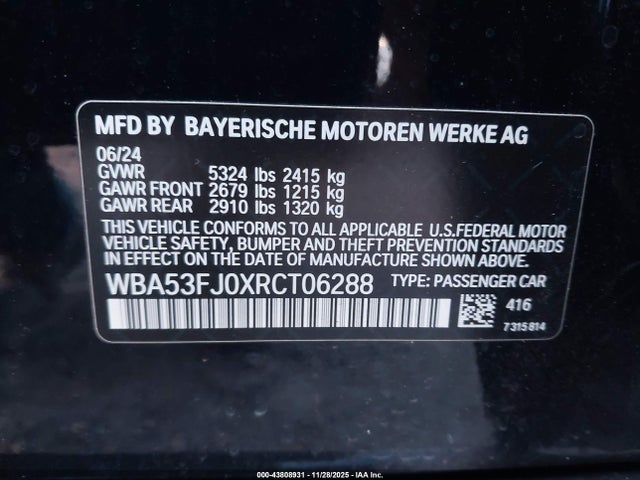 MFD BY BAYERISCHE MOTOREN WERKE AG
06/24
GVWR 5324 lbs 2415 kg
GAWR FRONT 2679 lbs 1215 kg
GAWR REAR 2910 lbs 1320 kg
THIS VEHICLE CONFORMS TO ALL APPLICABLE U.S.FEDERAL MOTOR
VEHICLE SAFETY, BUMPER AND THEFT PREVENTION STANDARDS
IN EFFECT ON THE DATE OF MANUFACTURE SHOWN ABOVE.
WBA53FJ0XRCT06288 TYPE: PASSENGER CAR
416
7315814
000-43808931 - 11/28/2025 - IAA Inc.